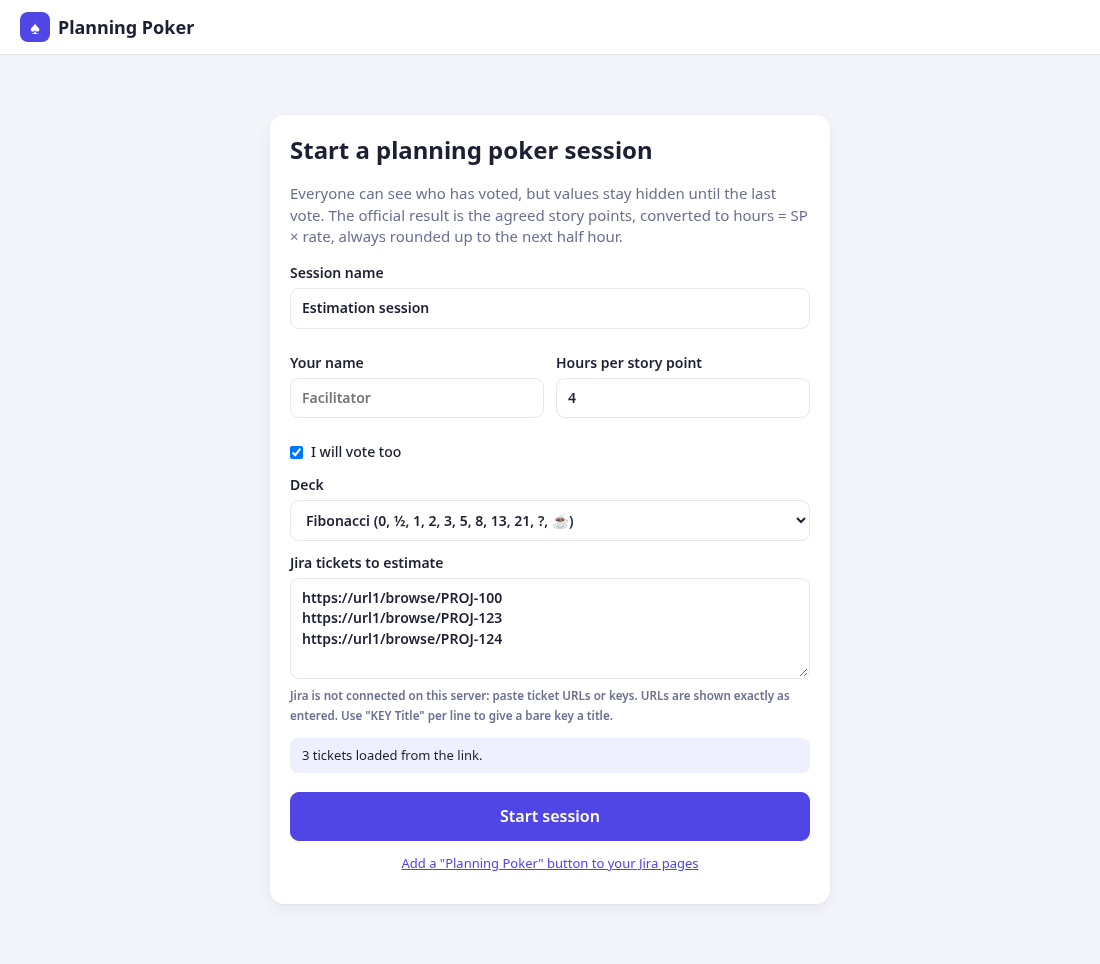 ♠ Planning Poker
Start a planning poker session
Everyone can see who has voted, but values stay hidden until the last
vote. The official result is the agreed story points, converted to hours = SP
× rate, always rounded up to the next half hour.
Session name
Estimation session
Your name
Hours per story point
Facilitator
4
I will vote too
Deck
Fibonacci (0, ½, 1, 2, 3, 5, 8, 13, 21, ?, ☕)
Jira tickets to estimate
https://url1/browse/PROJ-100
https://url1/browse/PROJ-123
https://url1/browse/PROJ-124
Jira is not connected on this server: paste ticket URLs or keys. URLs are shown exactly as
entered. Use "KEY Title" per line to give a bare key a title.
3 tickets loaded from the link.
Start session
Add a "Planning Poker" button to your Jira pages